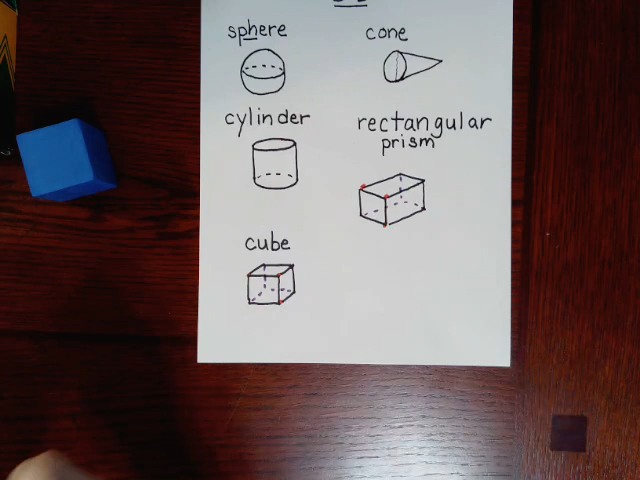 sphere
cone
cylinder
rectangular
prism
cube